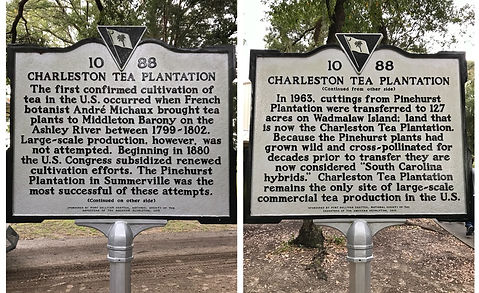 10 88
CHARLESTON TEA PLANTATION
The first confirmed cultivation of
tea in the U.S. occurred when French
botanist André Michaux brought tea
plants to Middleton Barony on the
Ashley River between 1799-1802.
Large-scale production, however, was
not attempted. Beginning in 1880
the U.S. Congress subsidized renewed
cultivation efforts. The Pinehurst
Plantation in Summerville was the
most successful of these attempts.
(Continued on other side)
10 88
CHARLESTON TEA PLANTATION
(Continued from other side)
In 1963, cuttings from Pinehurst
Plantation were transferred to 127
acres on Wadmalaw Island; land that
is now the Charleston Tea Plantation.
Because the Pinehurst plants had
grown wild and cross-pollinated for
decades prior to transfer they are
now considered "South Carolina
hybrids." Charleston Tea Plantation
remains the only site of large-scale
commercial tea production in the U.S.